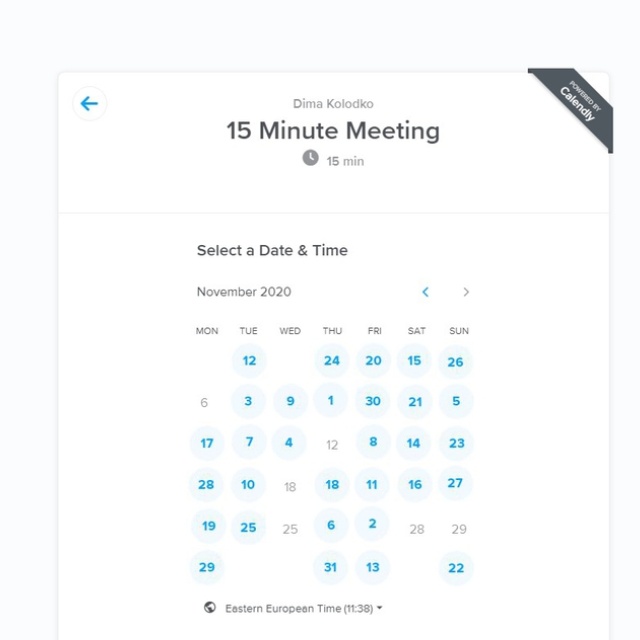 POWERED BY
Calendly
Dima Kolodko
15 Minute Meeting
15 min
Select a Date & Time
November 2020
MON TUE WED THU FRI SAT SUN
12 24 20 15 26
6 3 9 1 30 21 5
17 7 4 12 8 14 23
28 10 18 18 11 16 27
19 25 25 6 2 28 29
29 31 13 22
Eastern European Time (11:38)